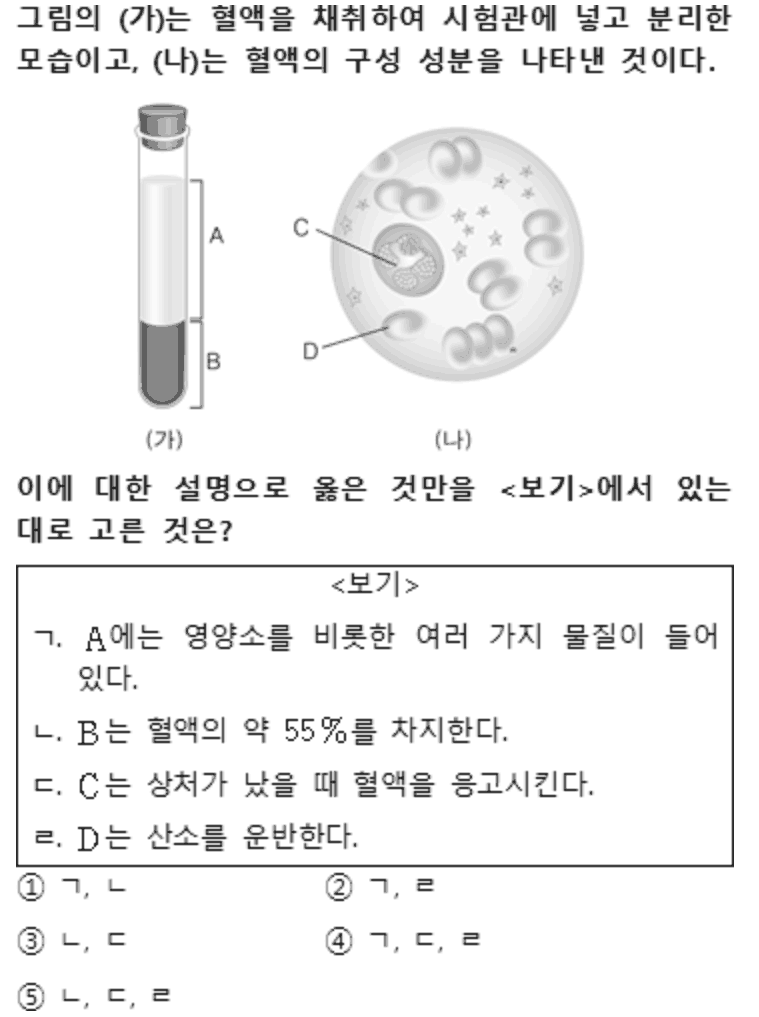 그림의 (가)는 혈액을 채취하여 시험관에 넣고 분리한
모습이고, (나)는 혈액의 구성 성분을 나타낸 것이다.
A
B
C
D
(가)
(나)
이에 대한 설명으로 옳은 것만을 <보기>에서 있는
대로 고른 것은?
<보기>
ㄱ. A에는 영양소를 비롯한 여러 가지 물질이 들어
있다.
ㄴ. B는 혈액의 약 55%를 차지한다.
ㄷ. C는 상처가 났을 때 혈액을 응고시킨다.
ㄹ. D는 산소를 운반한다.
① ㄱ, ㄴ ② ㄱ, ㄹ
③ ㄴ, ㄷ ④ ㄱ, ㄷ, ㄹ
⑤ ㄴ, ㄷ, ㄹ